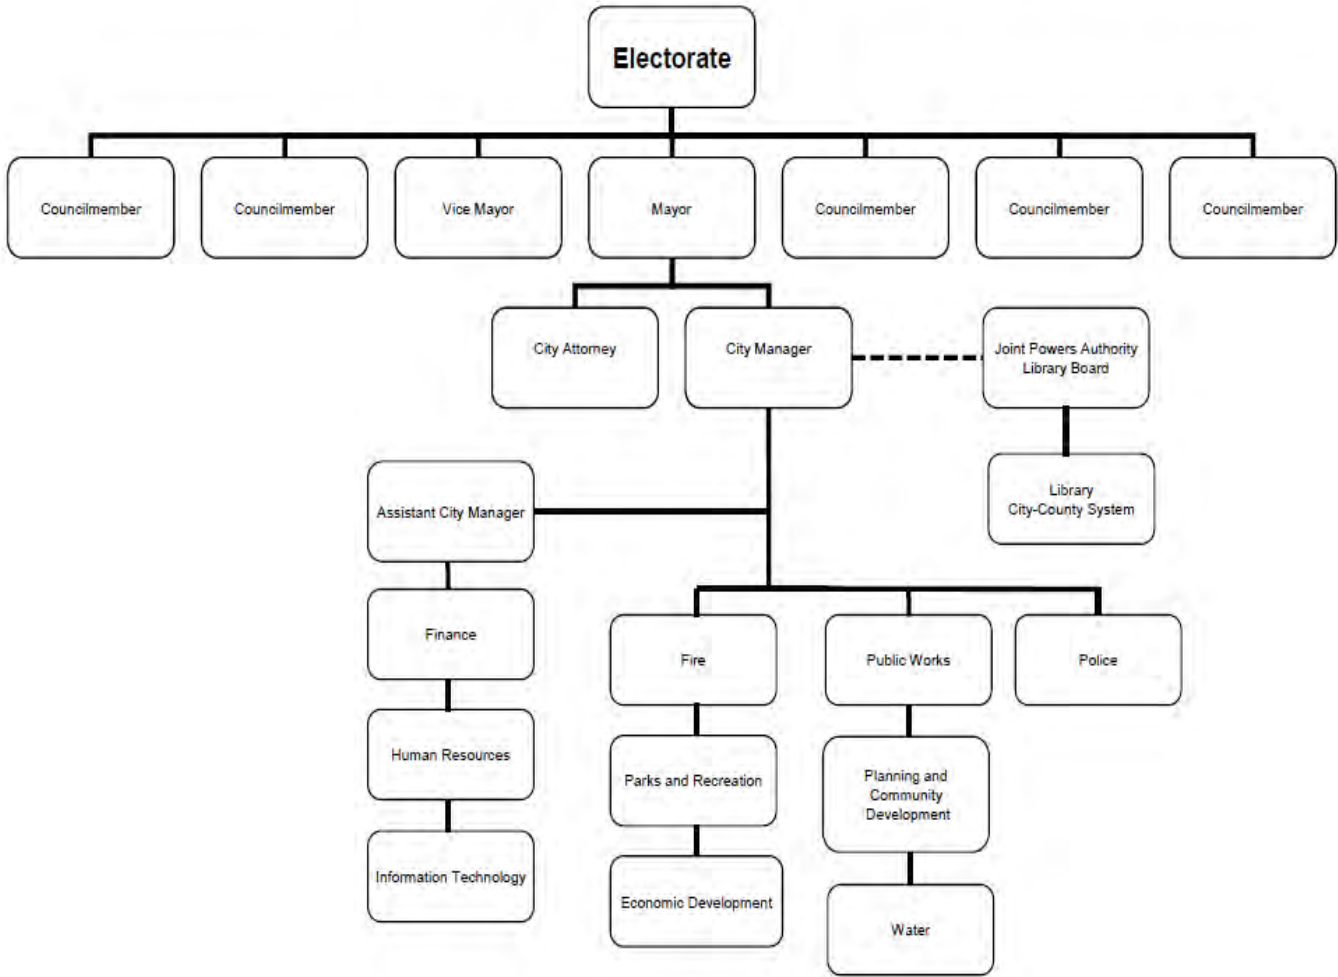 Electorate
Councilmember
Councilmember
Vice Mayor
Mayor
Councilmember
Councilmember
Councilmember
City Attorney
City Manager
Joint Powers Authority
Library Board
Library
City-County System
Assistant City Manager
Finance
Human Resources
Information Technology
Fire
Parks and Recreation
Economic Development
Public Works
Planning and
Community
Development
Water
Police